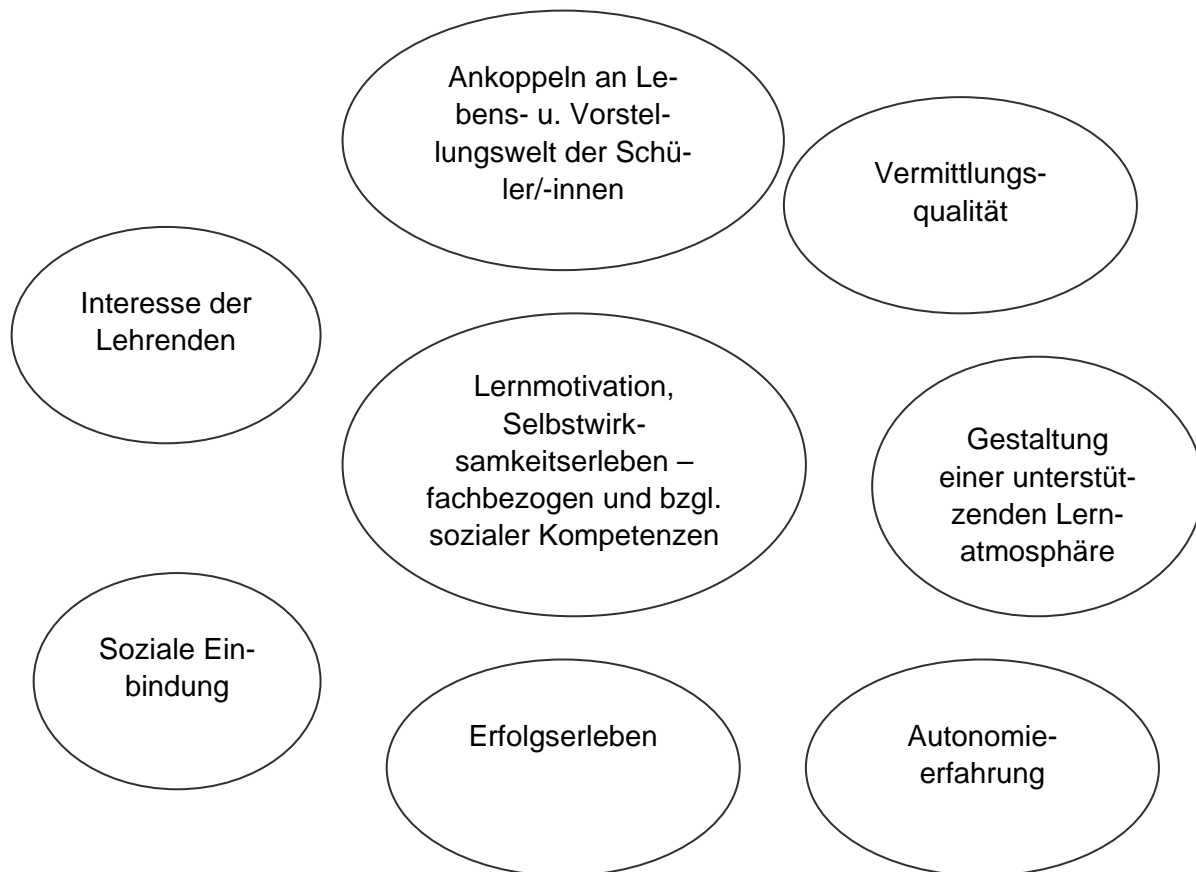 Ankoppeln an Le-
bens- u. Vorstel-
lungswelt der Schü-
ler/-innen
Vermittlungs-
qualität
Interesse der
Lehrenden
Lernmotivation,
Selbstwirk-
samkeitserleben –
fachbezogen und bzgl.
sozialer Kompetenzen
Gestaltung
einer unterstüt-
zenden Lern-
atmosphäre
Soziale Ein-
bindung
Erfolgserleben
Autonomie-
erfahrung